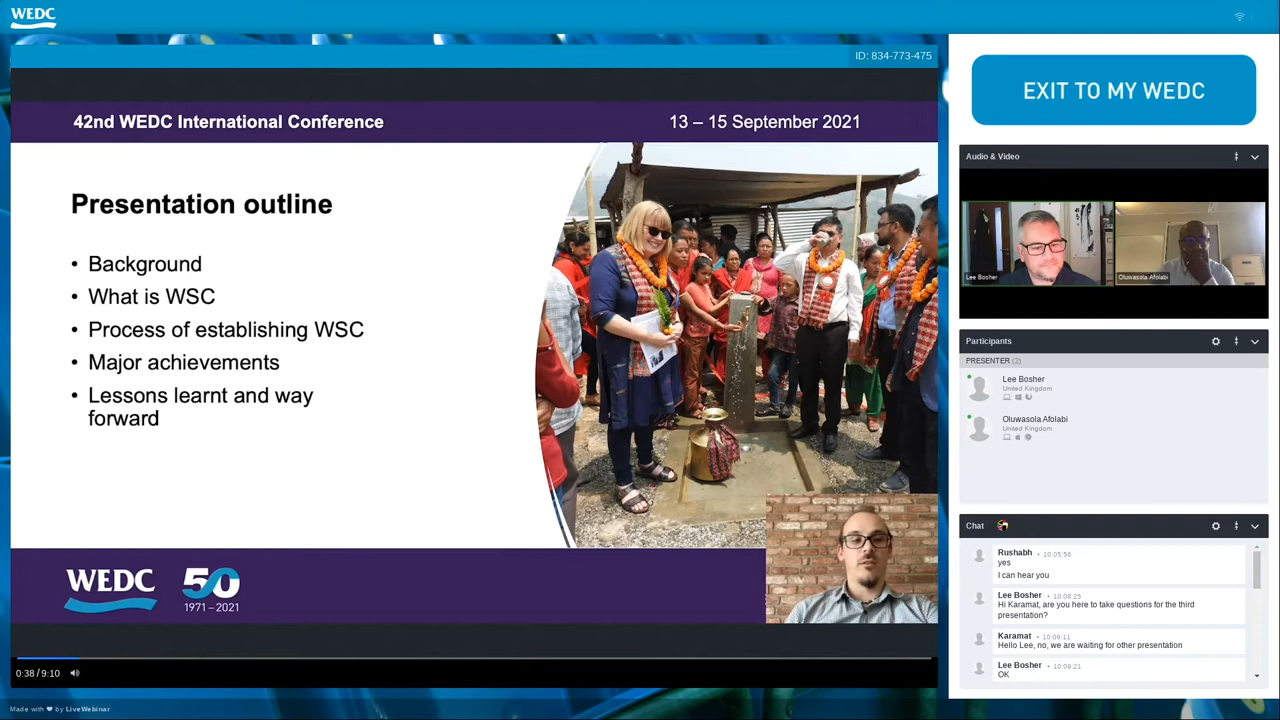 WEDC
ID: 834-773-475
42nd WEDC International Conference
13 – 15 September 2021
Presentation outline
• Background
• What is WSC
• Process of establishing WSC
• Major achievements
• Lessons learnt and way
forward
WEDC
50
1971–2021
0:38 / 9:10
Made with ❤ by LiveWebinar
EXIT TO MY WEDC
Audio & Video
Lee Bosher
Oluwasola Afolabi
Participants
PRESENTER (2)
Lee Bosher
United Kingdom
Oluwasola Afolabi
United Kingdom
Chat
Rushabh • 10:05:56
yes
I can hear you
Lee Bosher • 10:08:25
Hi Karamat, are you here to take questions for the third
presentation?
Karamat • 10:09:11
Hello Lee, no, we are waiting for other presentation
Lee Bosher • 10:09:21
OK